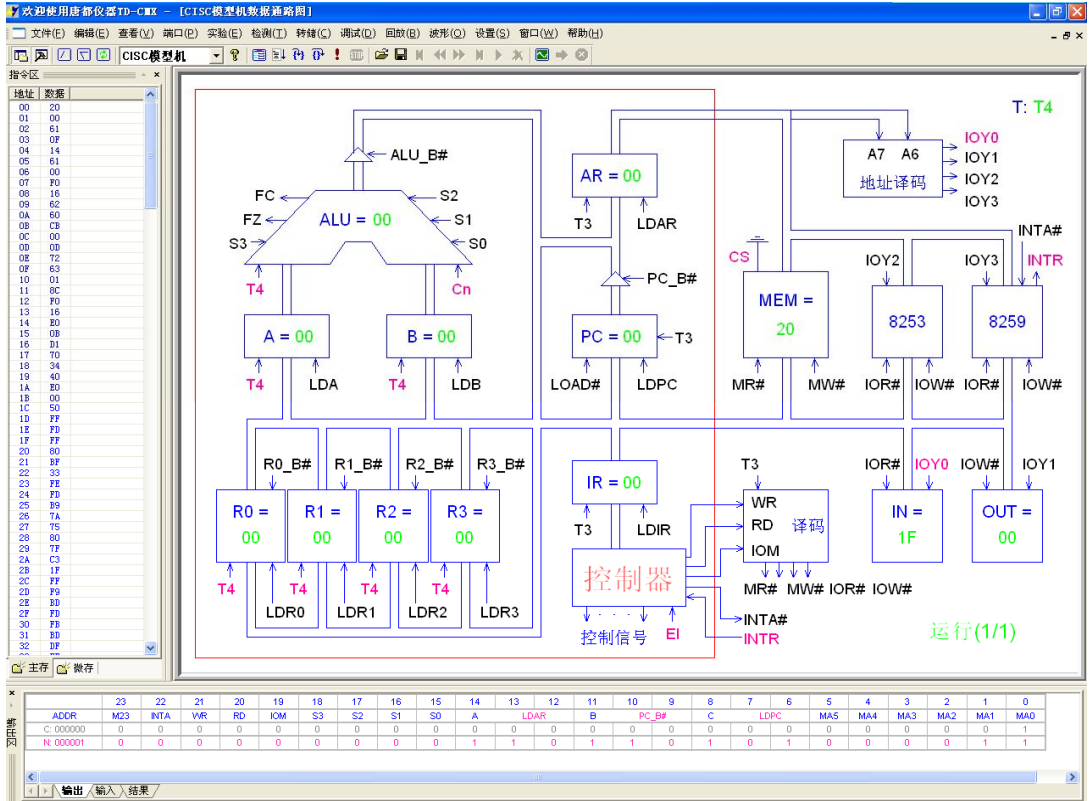 欢迎使用唐都仪器TD-CMX - [CISC模型机数据通路图]
文件(F) 编辑(E) 查看(V) 端口(P) 实验(E) 检测(T) 转储(C) 调试(D) 回放(B) 波形(O) 设置(S) 窗口(W) 帮助(H)
CISC模型机
指令区
地址 数据
00 20
01 00
02 61
03 0F
04 14
05 61
06 00
07 F0
08 16
09 62
0A 60
0B CB
0C 00
0D 0D
0E 72
0F 63
10 01
11 8C
12 F0
13 16
14 E0
15 0B
16 D1
17 70
18 34
19 40
1A E0
1B 00
1C 50
1D FF
1E FD
1F FF
20 80
21 BF
22 33
23 FE
24 FD
25 B9
26 7A
27 75
28 80
29 7F
2A C3
2B 1F
2C FF
2D F9
2E BD
2F FD
30 FB
31 BD
32 DF
主存 微存
T: T4
ALU_B#
FC S2
FZ ALU = 00 S1
S3 S0
T4 Cn
A = 00 B = 00
T4 LDA T4 LDB
AR = 00
T3 LDAR
PC_B#
PC = 00 T3
LOAD# LDPC
A7 A6
地址译码
IOY0
IOY1
IOY2
IOY3
CS
MEM =
20
MR# MW#
IOY2
8253
IOR# IOW#
INTA#
IOY3 INTR
8259
IOR# IOW#
R0_B# R1_B# R2_B# R3_B#
R0 = R1 = R2 = R3 =
00 00 00 00
T4 T4 T4 T4
LDR0 LDR1 LDR2 LDR3
IR = 00
T3 LDIR
控制器
· · ·
控制信号 EI
T3
WR
RD 译码
IOM
MR# MW# IOR# IOW#
INTA#
INTR
IOR# IOY0 IOW# IOY1
IN = OUT =
1F 00
运行(1/1)
23 22 21 20 19 18 17 16 15 14 13 12 11 10 9 8 7 6 5 4 3 2 1 0
ADDR M23 INTA WR RD IOM S3 S2 S1 S0 A LDAR B PC_B# C LDPC MA5 MA4 MA3 MA2 MA1 MA0
C: 000000 0 0 0 0 0 0 0 0 0 0 0 0 0 0 0 0 0 0 0 0 0 0 0 1
N: 000001 0 0 0 0 0 0 0 0 0 1 1 0 1 1 0 1 0 1 0 0 0 0 1 1
输出区
输出 输入 结果